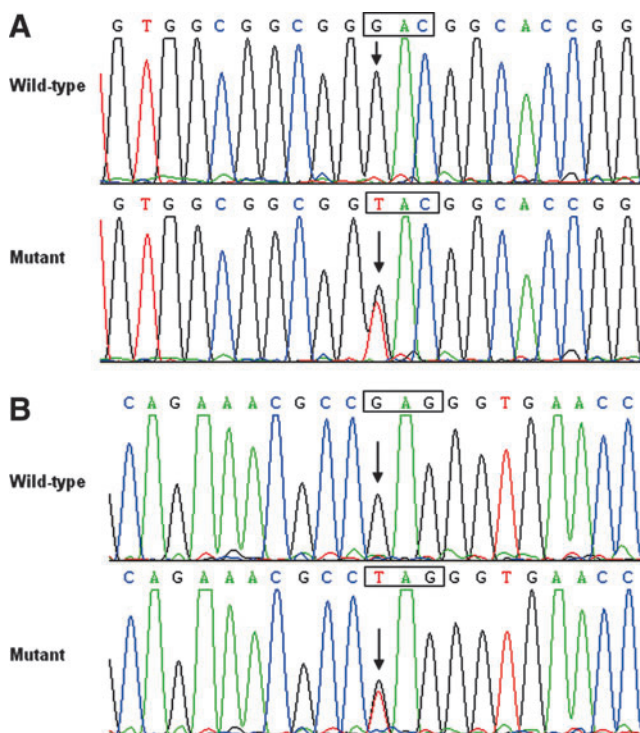 A
G T G G C G G C G G G A C G G C A C C G G
Wild-type
G T G G C G G C G G T A C G G C A C C G G
Mutant
B
C A G A A A C G C C G A G G G T G A A C C
Wild-type
C A G A A A C G C C T A G G G T G A A C C
Mutant